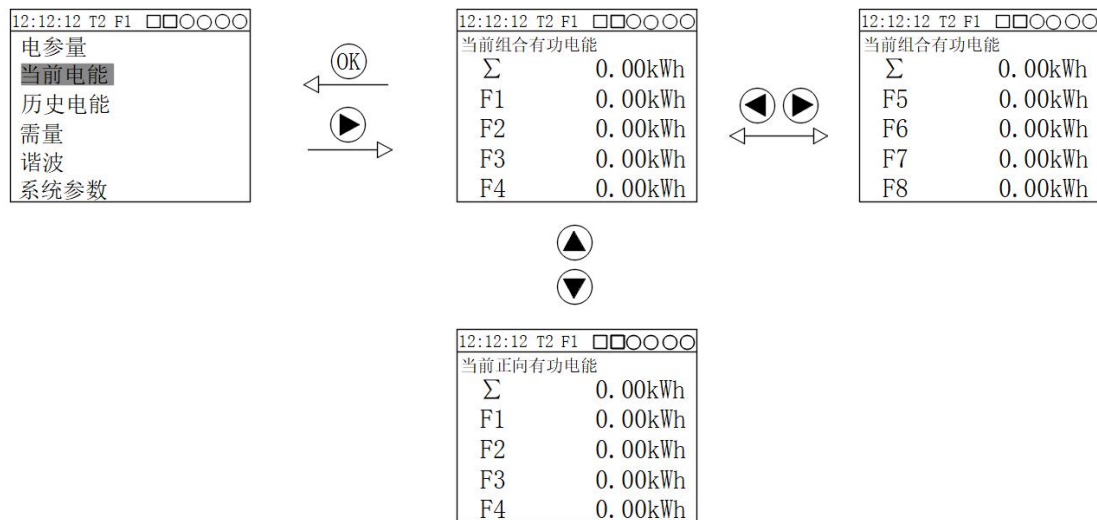 12:12:12 T2 F1
电参量
当前电能
历史电能
需量
谐波
系统参数
OK
12:12:12 T2 F1
当前组合有功电能
Σ 0.00kWh
F1 0.00kWh
F2 0.00kWh
F3 0.00kWh
F4 0.00kWh
12:12:12 T2 F1
当前组合有功电能
Σ 0.00kWh
F5 0.00kWh
F6 0.00kWh
F7 0.00kWh
F8 0.00kWh
12:12:12 T2 F1
当前正向有功电能
Σ 0.00kWh
F1 0.00kWh
F2 0.00kWh
F3 0.00kWh
F4 0.00kWh